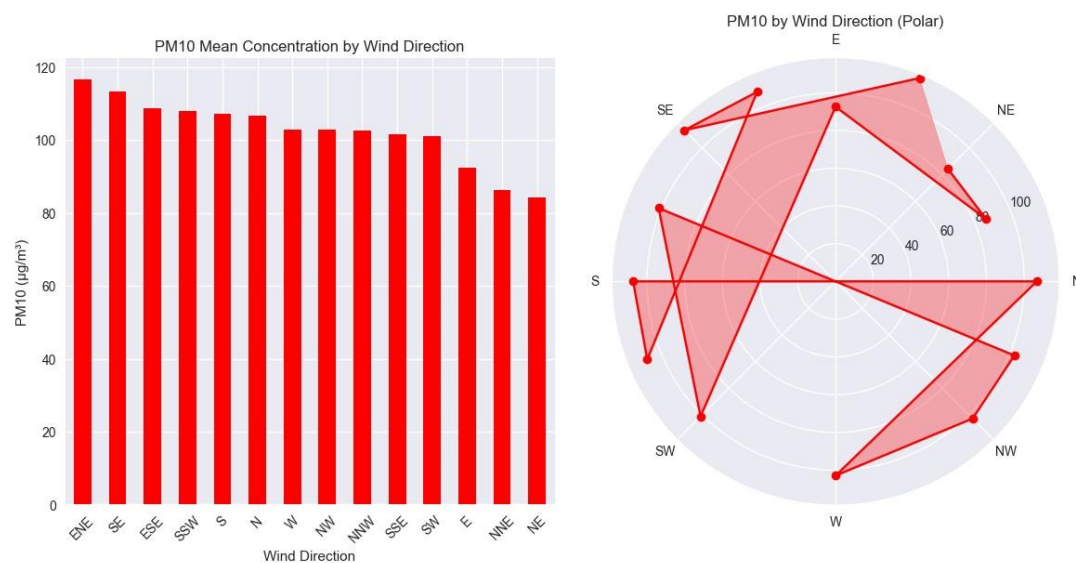 PM10 Mean Concentration by Wind Direction
PM10 (µg/m³)
120
100
80
60
40
20
0
ENE SE ESE SSW S N W NW NNW SSE SW E NNE NE
Wind Direction
PM10 by Wind Direction (Polar)
E
SE
NE
100
80
60
40
20
S
N
SW
NW
W